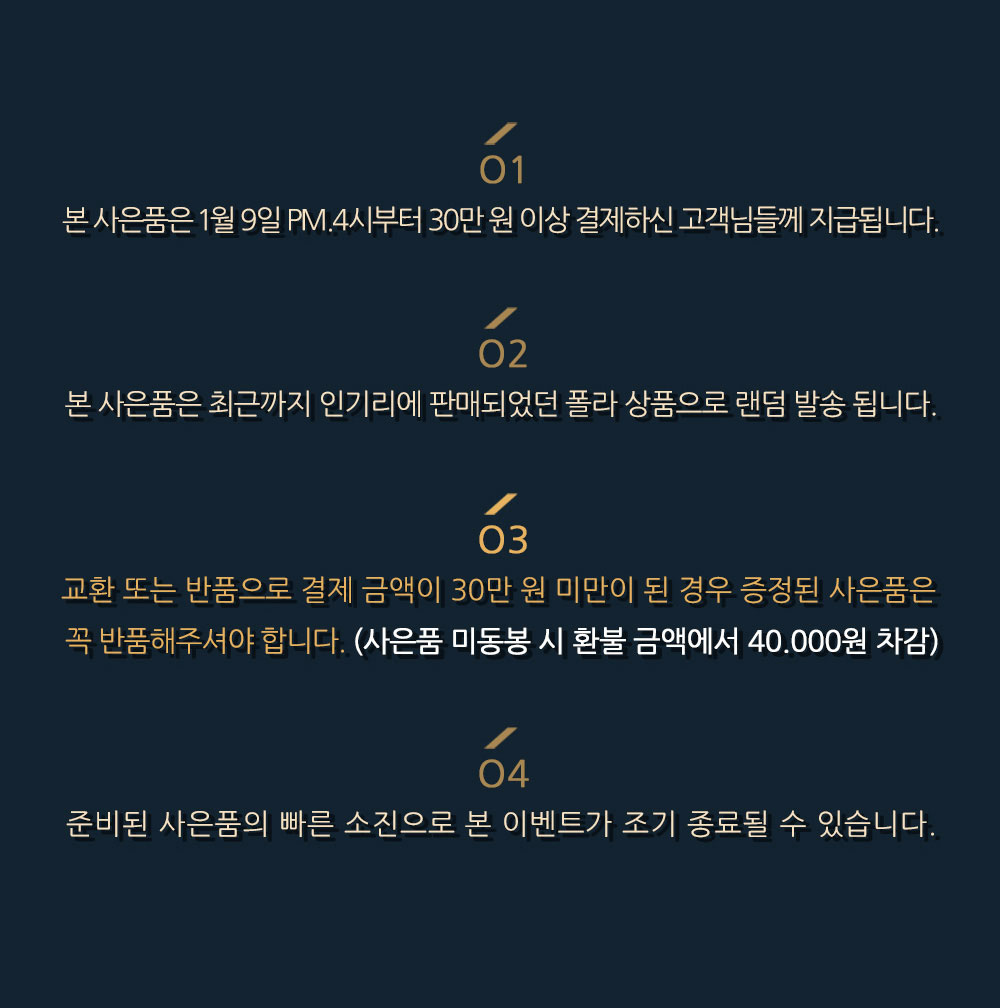 01
본 사은품은 1월 9일 PM.4시부터 30만 원 이상 결제하신 고객님들께 지급됩니다.
02
본 사은품은 최근까지 인기리에 판매되었던 폴라 상품으로 랜덤 발송 됩니다.
03
교환 또는 반품으로 결제 금액이 30만 원 미만이 된 경우 증정된 사은품은
꼭 반품해주셔야 합니다. (사은품 미동봉 시 환불 금액에서 40.000원 차감)
04
준비된 사은품의 빠른 소진으로 본 이벤트가 조기 종료될 수 있습니다.